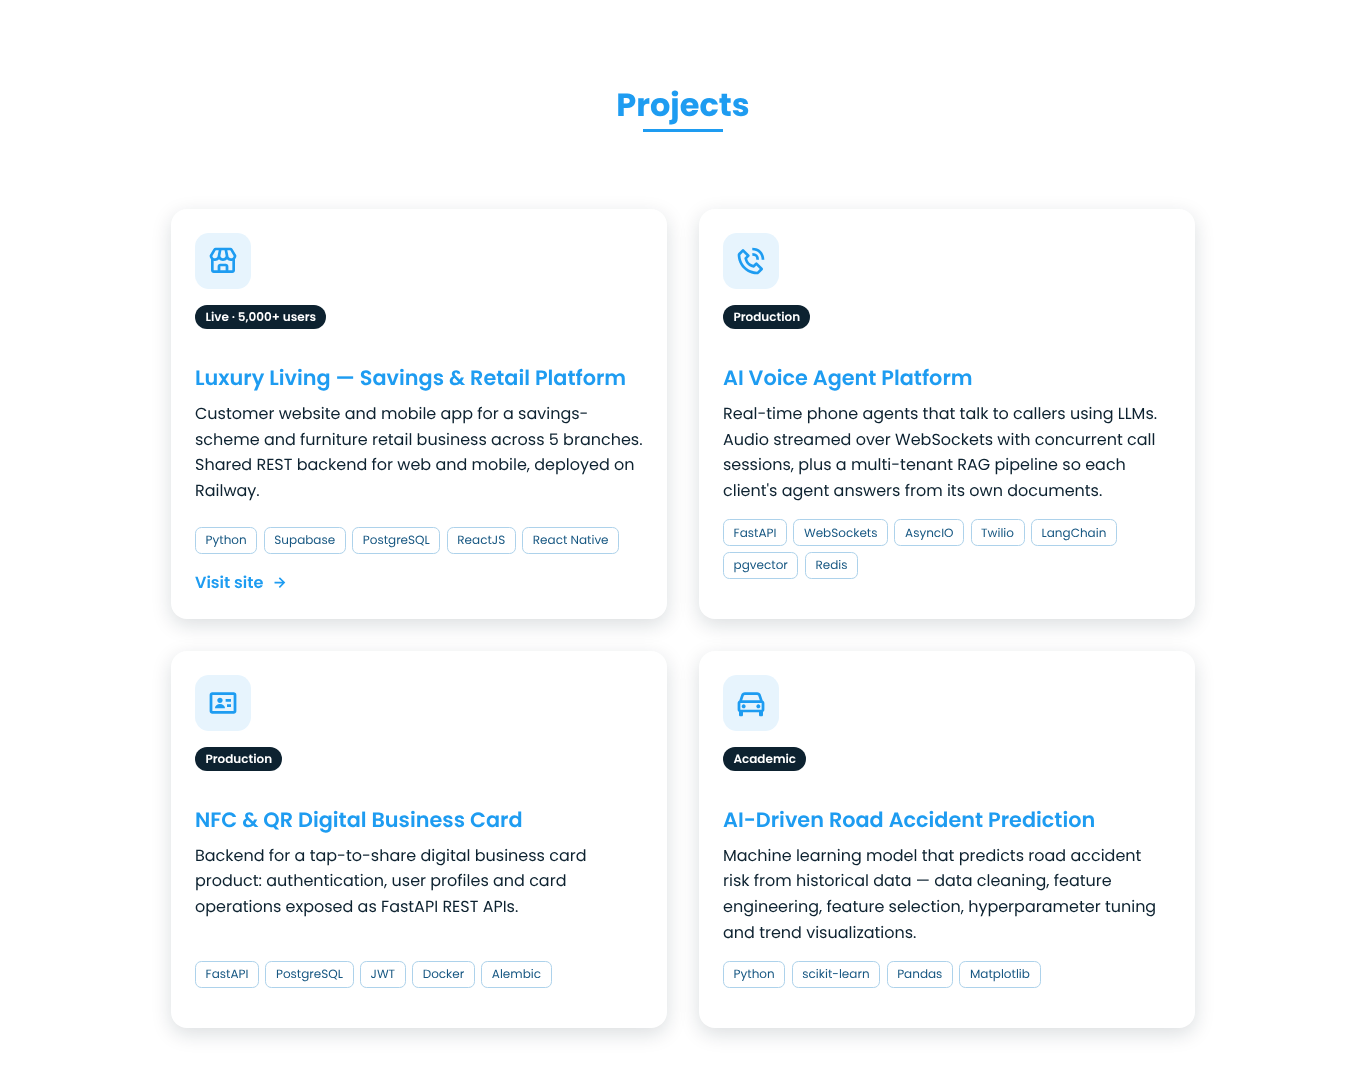 Projects
Live · 5,000+ users
Luxury Living — Savings & Retail Platform
Customer website and mobile app for a savings-
scheme and furniture retail business across 5 branches.
Shared REST backend for web and mobile, deployed on
Railway.
Python Supabase PostgreSQL ReactJS React Native
Visit site →
Production
AI Voice Agent Platform
Real-time phone agents that talk to callers using LLMs.
Audio streamed over WebSockets with concurrent call
sessions, plus a multi-tenant RAG pipeline so each
client's agent answers from its own documents.
FastAPI WebSockets AsyncIO Twilio LangChain
pgvector Redis
Production
NFC & QR Digital Business Card
Backend for a tap-to-share digital business card
product: authentication, user profiles and card
operations exposed as FastAPI REST APIs.
FastAPI PostgreSQL JWT Docker Alembic
Academic
AI-Driven Road Accident Prediction
Machine learning model that predicts road accident
risk from historical data — data cleaning, feature
engineering, feature selection, hyperparameter tuning
and trend visualizations.
Python scikit-learn Pandas Matplotlib